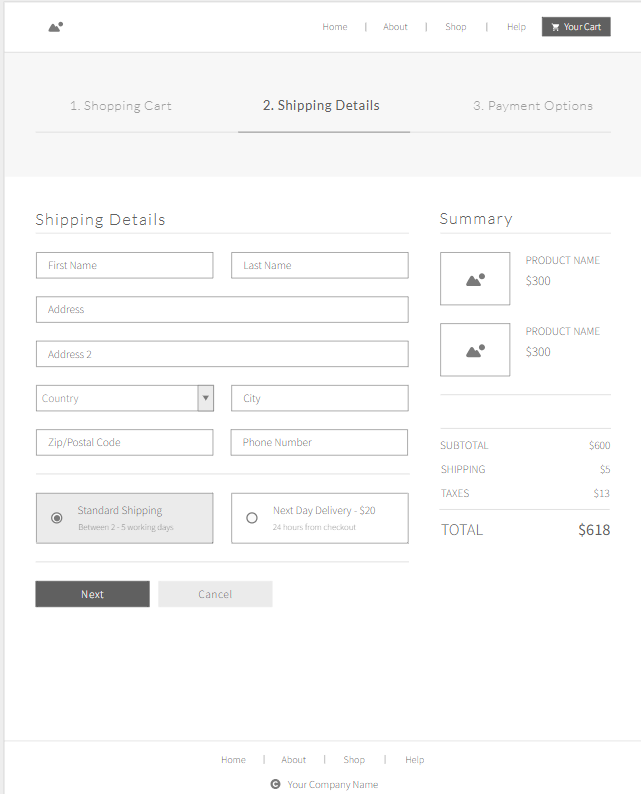 Home | About | Shop | Help Your Cart
1. Shopping Cart 2. Shipping Details 3. Payment Options
Shipping Details
First Name Last Name
Address
Address 2
Country City
Zip/Postal Code Phone Number
Standard Shipping
Between 2 - 5 working days
Next Day Delivery - $20
24 hours from checkout
Next Cancel
Summary
PRODUCT NAME
$300
PRODUCT NAME
$300
SUBTOTAL $600
SHIPPING $5
TAXES $13
TOTAL $618
Home | About | Shop | Help
© Your Company Name